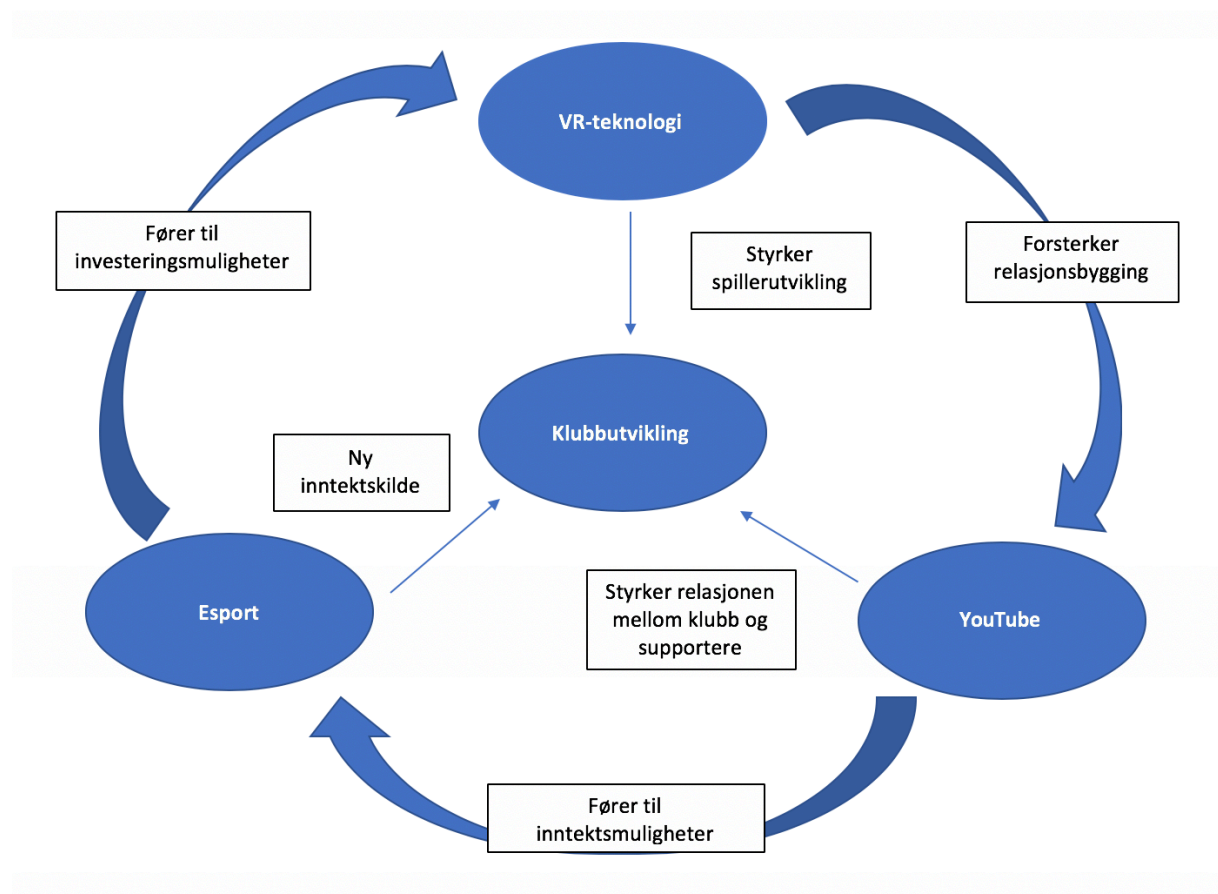 VR-teknologi
Fører til
investeringsmuligheter
Forsterker
relasjonsbygging
Styrker
spillerutvikling
Klubbutvikling
Ny
inntektskilde
Styrker relasjonen
mellom klubb og
supportere
Esport
YouTube
Fører til
inntektsmuligheter